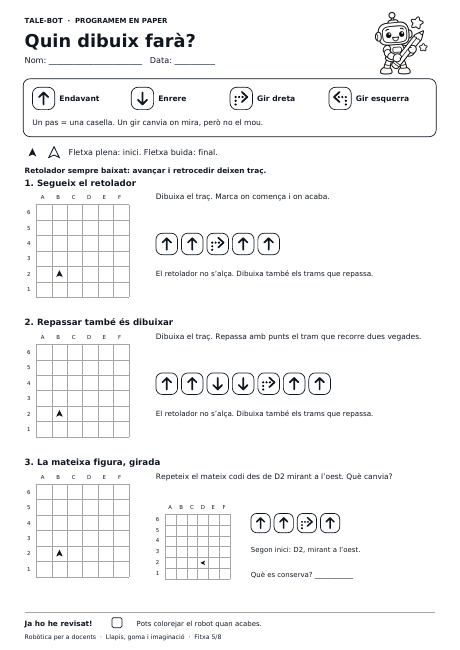 TALE-BOT · PROGRAMEM EN PAPER
Quin dibuix farà?
Nom: ______________________ Data: __________
Endavant Enrere Gir dreta Gir esquerra
Un pas = una casella. Un gir canvia on mira, però no el mou.
Fletxa plena: inici. Fletxa buida: final.
Retolador sempre baixat: avançar i retrocedir deixen traç.
1. Segueix el retolador
A B C D E F
6
5
4
3
2
1
Dibuixa el traç. Marca on comença i on acaba.
El retolador no s’alça. Dibuixa també els trams que repassa.
2. Repassar també és dibuixar
A B C D E F
6
5
4
3
2
1
Dibuixa el traç. Repassa amb punts el tram que recorre dues vegades.
El retolador no s’alça. Dibuixa també els trams que repassa.
3. La mateixa figura, girada
A B C D E F
6
5
4
3
2
1
Repeteix el mateix codi des de D2 mirant a l’oest. Què canvia?
A B C D E F
6
5
4
3
2
1
Segon inici: D2, mirant a l’oest.
Què es conserva? __________
Ja ho he revisat! Pots colorejar el robot quan acabes.
Robòtica per a docents · Llapis, goma i imaginació · Fitxa 5/8